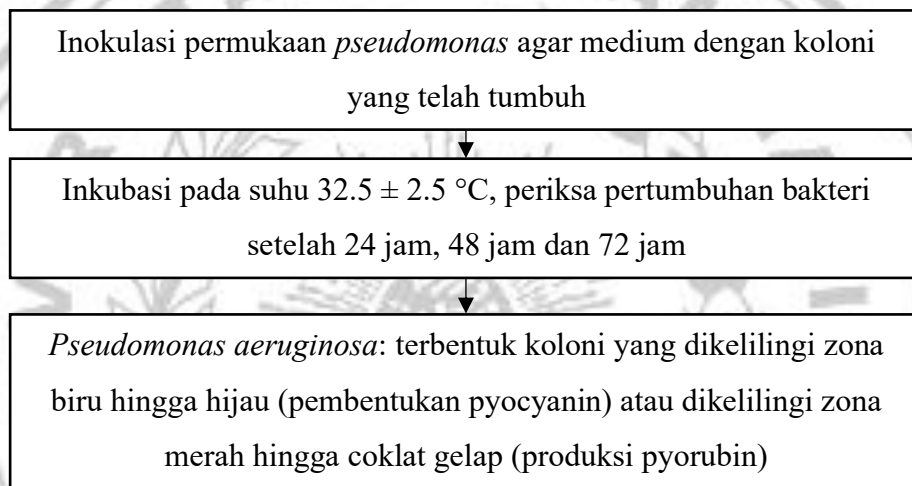 Inokulasi permukaan pseudomonas agar medium dengan koloni
yang telah tumbuh
Inkubasi pada suhu 32.5 ± 2.5 °C, periksa pertumbuhan bakteri
setelah 24 jam, 48 jam dan 72 jam
Pseudomonas aeruginosa: terbentuk koloni yang dikelilingi zona
biru hingga hijau (pembentukan pyocyanin) atau dikelilingi zona
merah hingga coklat gelap (produksi pyorubin)